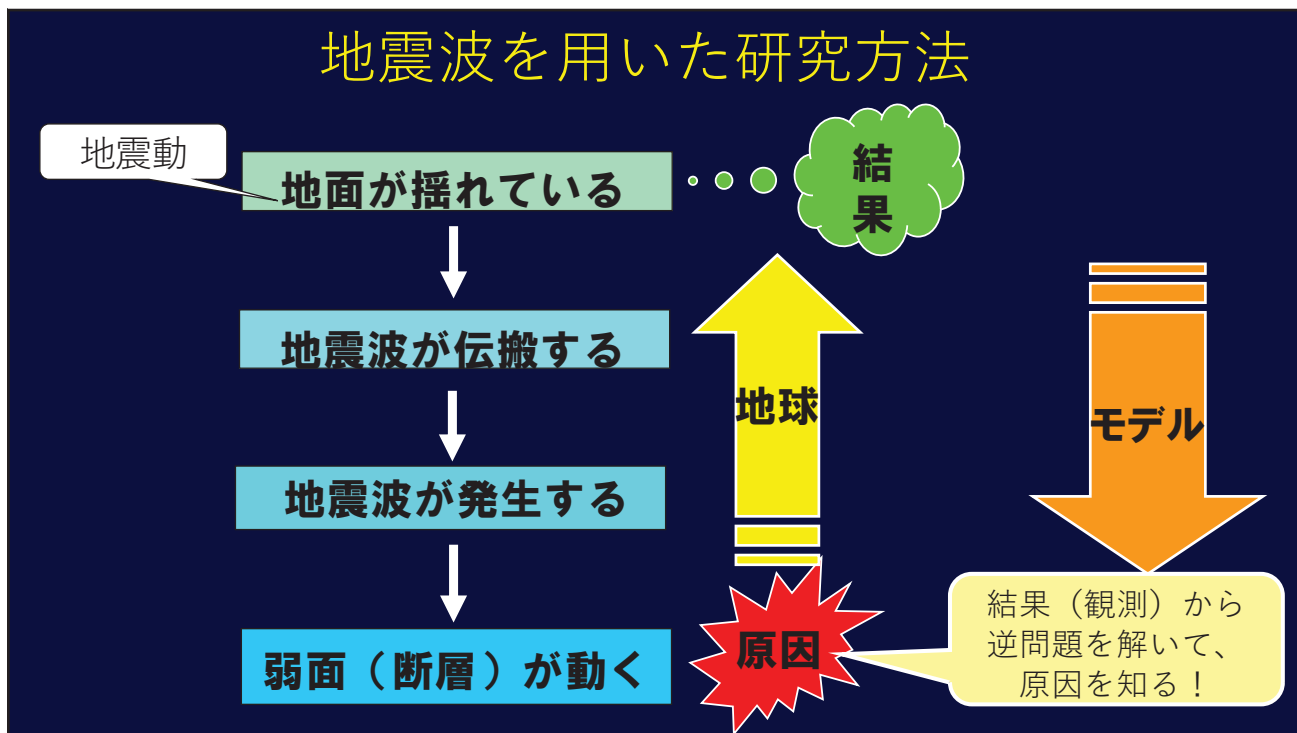 地震波を用いた研究方法
地震動
地面が揺れている
結
果
地震波が伝搬する
地球
モデル
地震波が発生する
原因
弱面（断層）が動く
結果（観測）から
逆問題を解いて、
原因を知る！